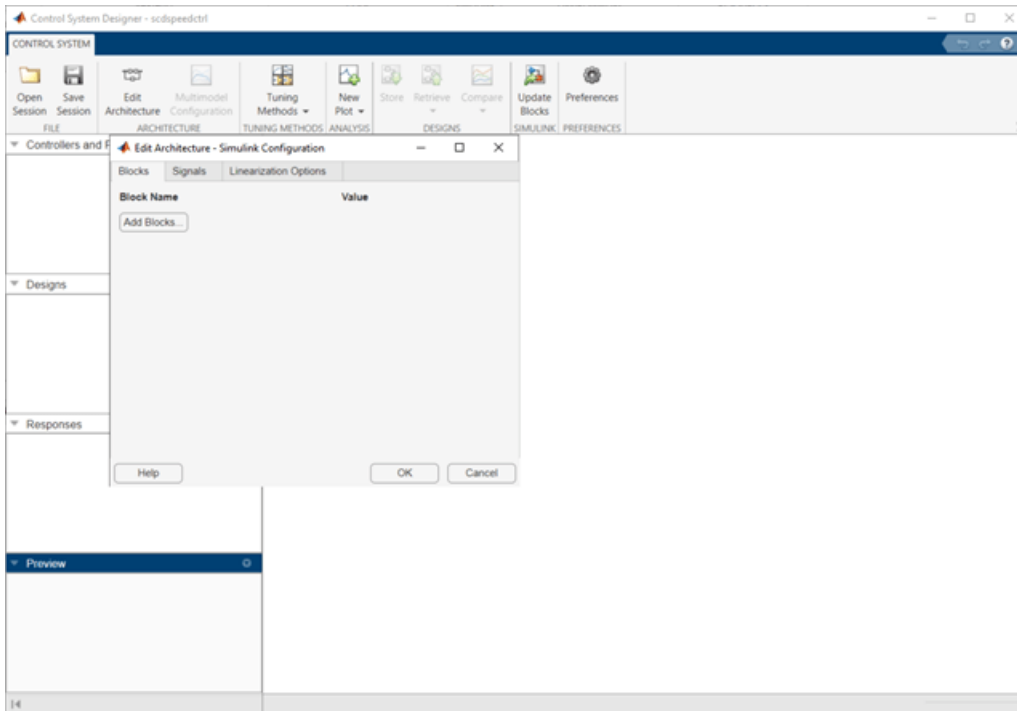 Control System Designer - scdspeedctrl
CONTROL SYSTEM
Open Session
Save Session
Edit Architecture
Multimodel Configuration
Tuning Methods
New Plot
Store
Retrieve
Compare
Update Blocks
Preferences
FILE
ARCHITECTURE
TUNING METHODS
ANALYSIS
DESIGNS
SIMULINK
PREFERENCES
Controllers and F
Edit Architecture - Simulink Configuration
Blocks
Signals
Linearization Options
Block Name
Value
Add Blocks...
Designs
Responses
Help
OK
Cancel
Preview